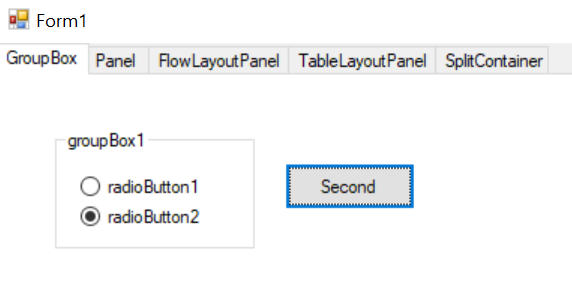 Form1
GroupBox Panel FlowLayoutPanel TableLayoutPanel SplitContainer
groupBox1
radioButton1
Second
radioButton2